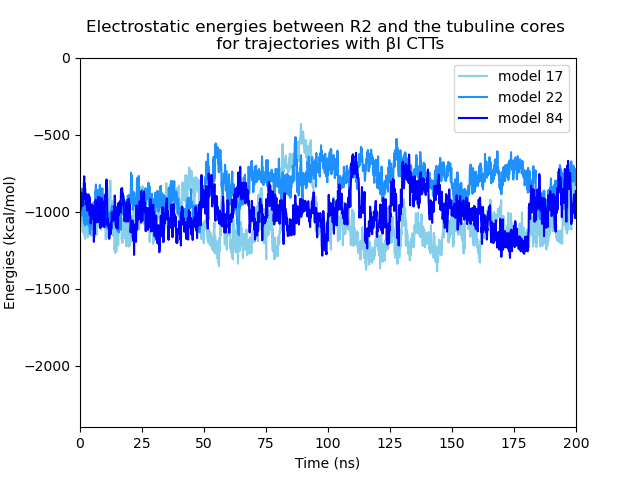 Electrostatic energies between R2 and the tubuline cores
for trajectories with βI CTTs
model 17
model 22
model 84
0
−500
−1000
−1500
−2000
Energies (kcal/mol)
0 25 50 75 100 125 150 175 200
Time (ns)